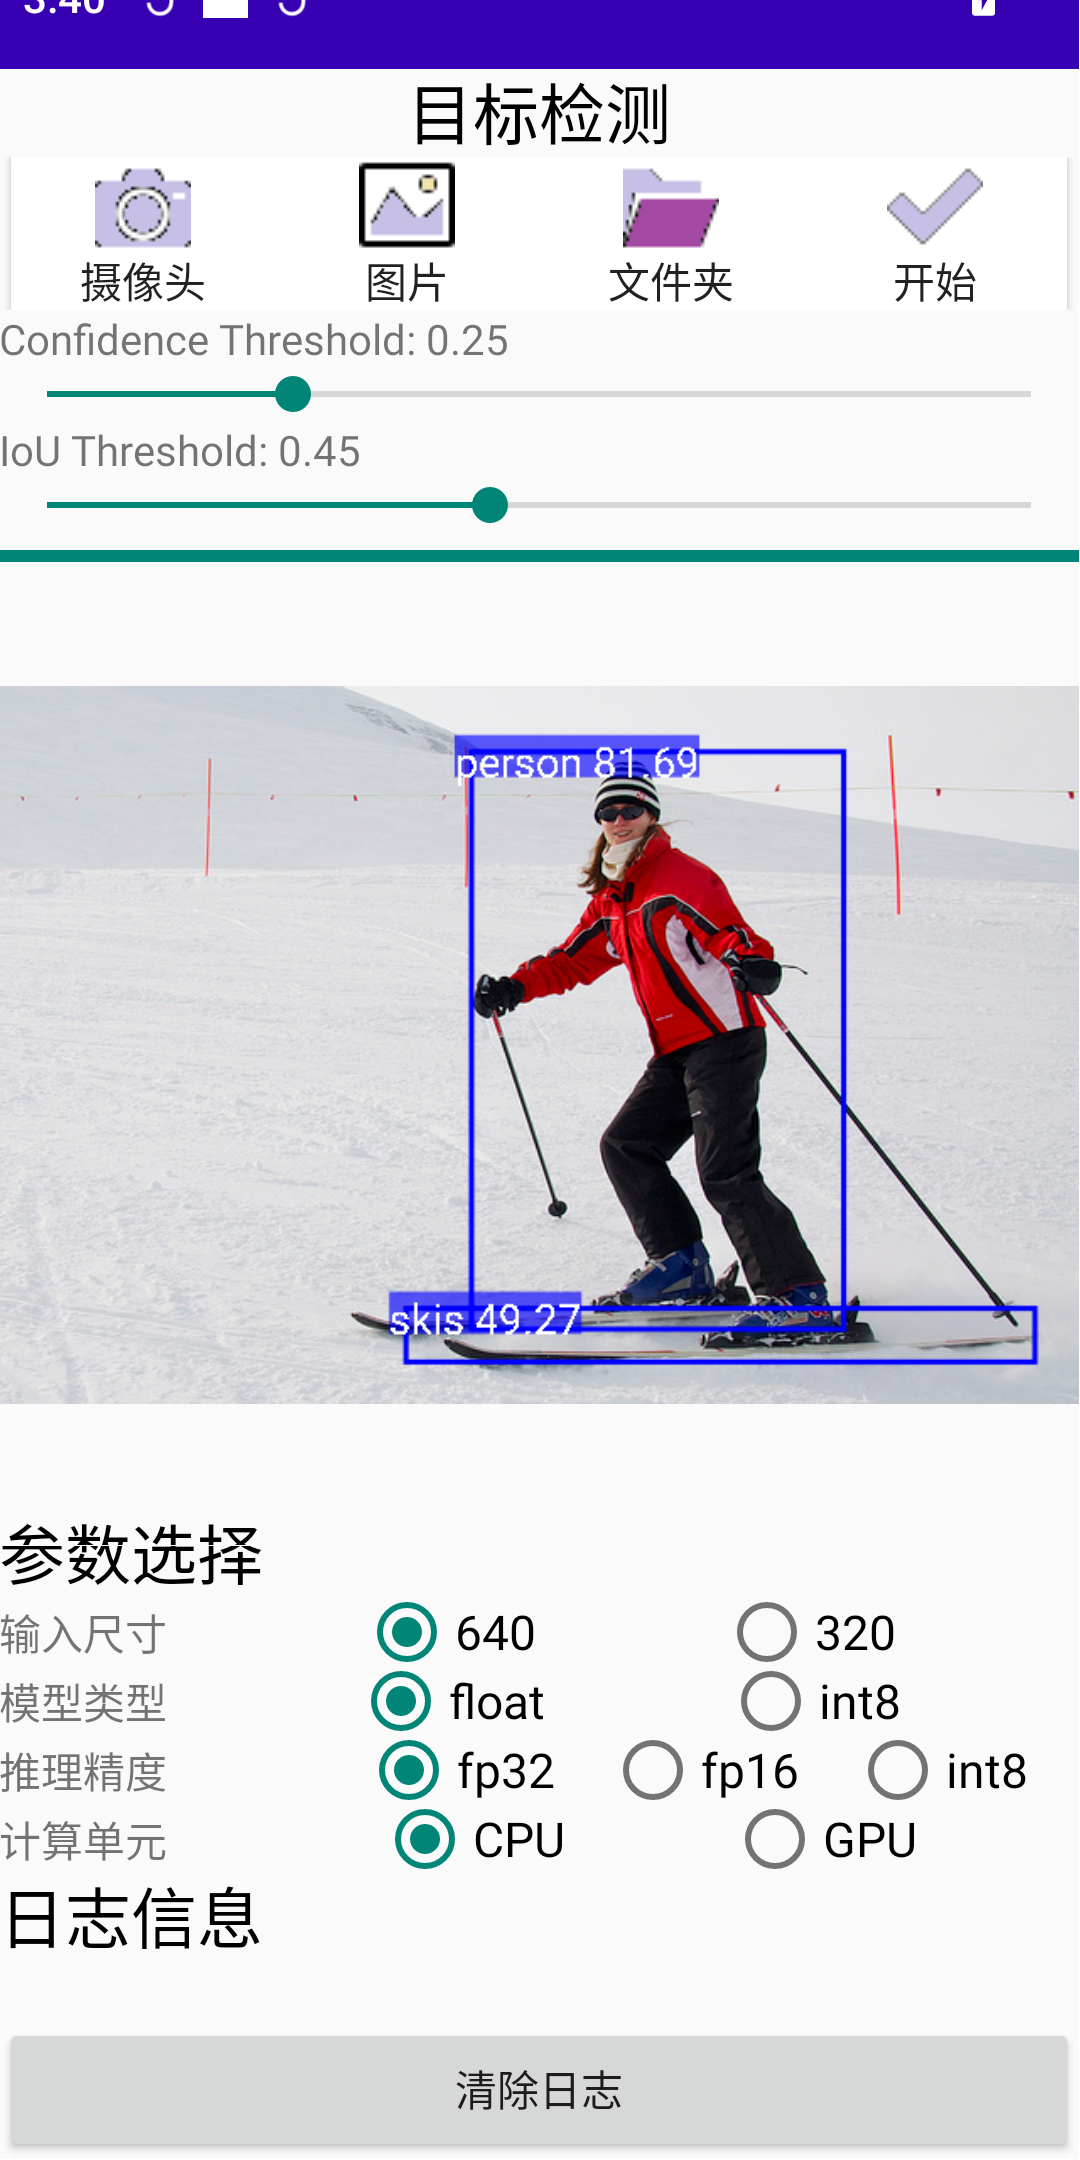 3:40
目标检测
摄像头 图片 文件夹 开始
Confidence Threshold: 0.25
IoU Threshold: 0.45
person 81.69
skis 49.27
参数选择
输入尺寸 640 320
模型类型 float int8
推理精度 fp32 fp16 int8
计算单元 CPU GPU
日志信息
清除日志